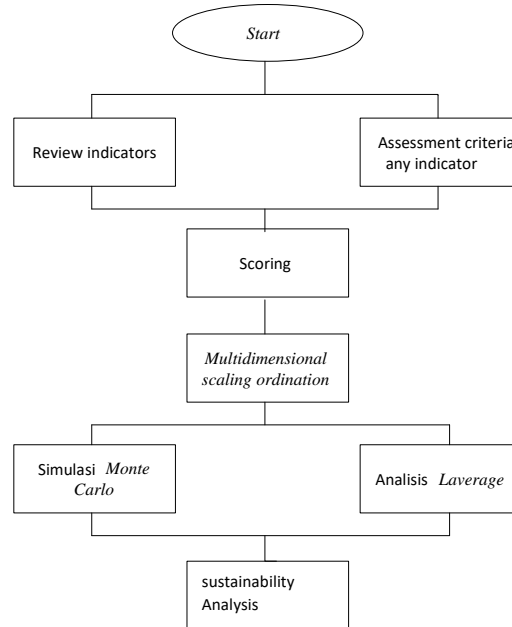 Start
Review indicators
Assessment criteria
any indicator
Scoring
Multidimensional
scaling ordination
Simulasi Monte
Carlo
Analisis Laverage
sustainability
Analysis